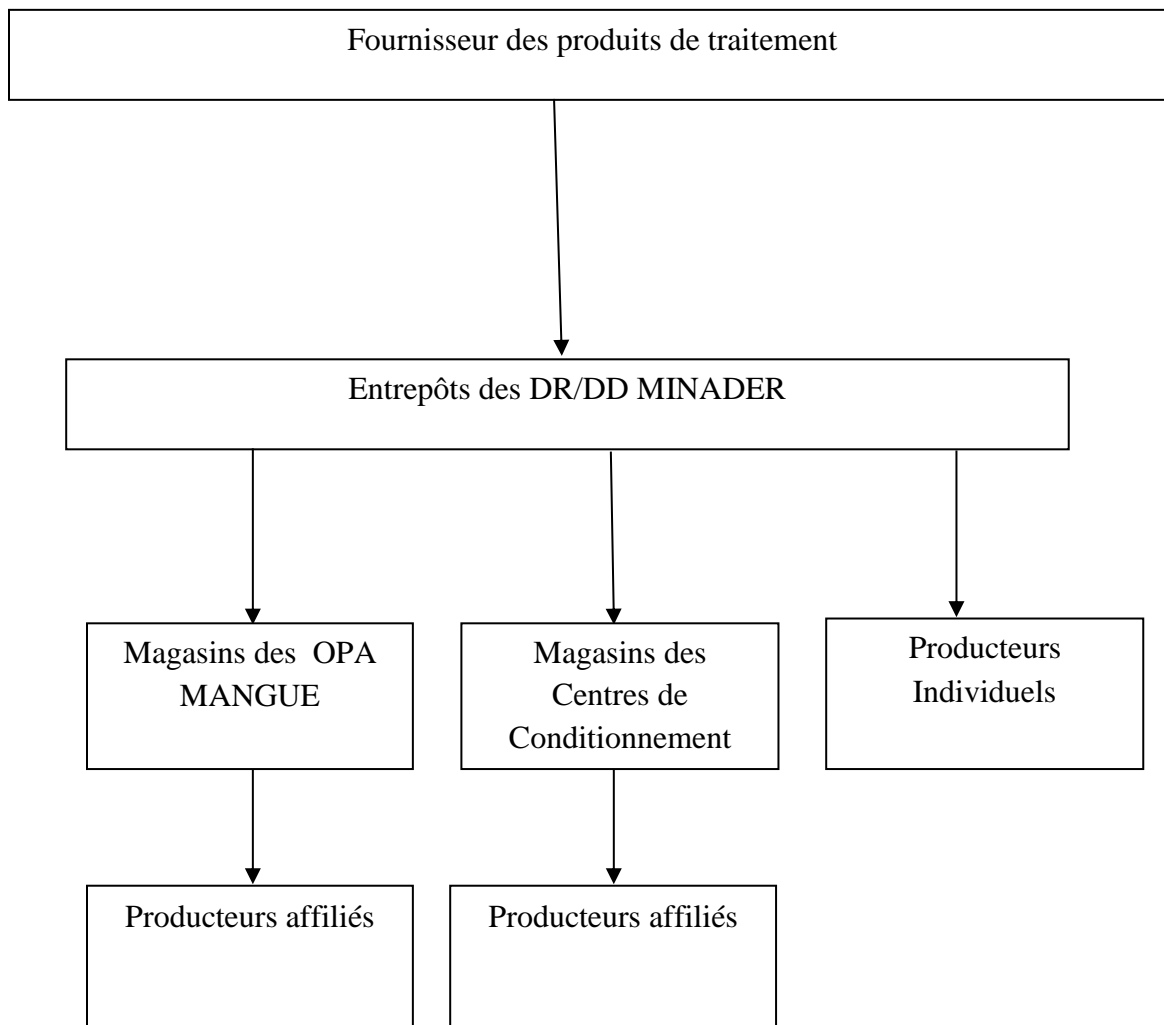 Fournisseur des produits de traitement
Entrepôts des DR/DD MINADER
Magasins des OPA
MANGUE
Magasins des
Centres de
Conditionnement
Producteurs
Individuels
Producteurs affiliés
Producteurs affiliés